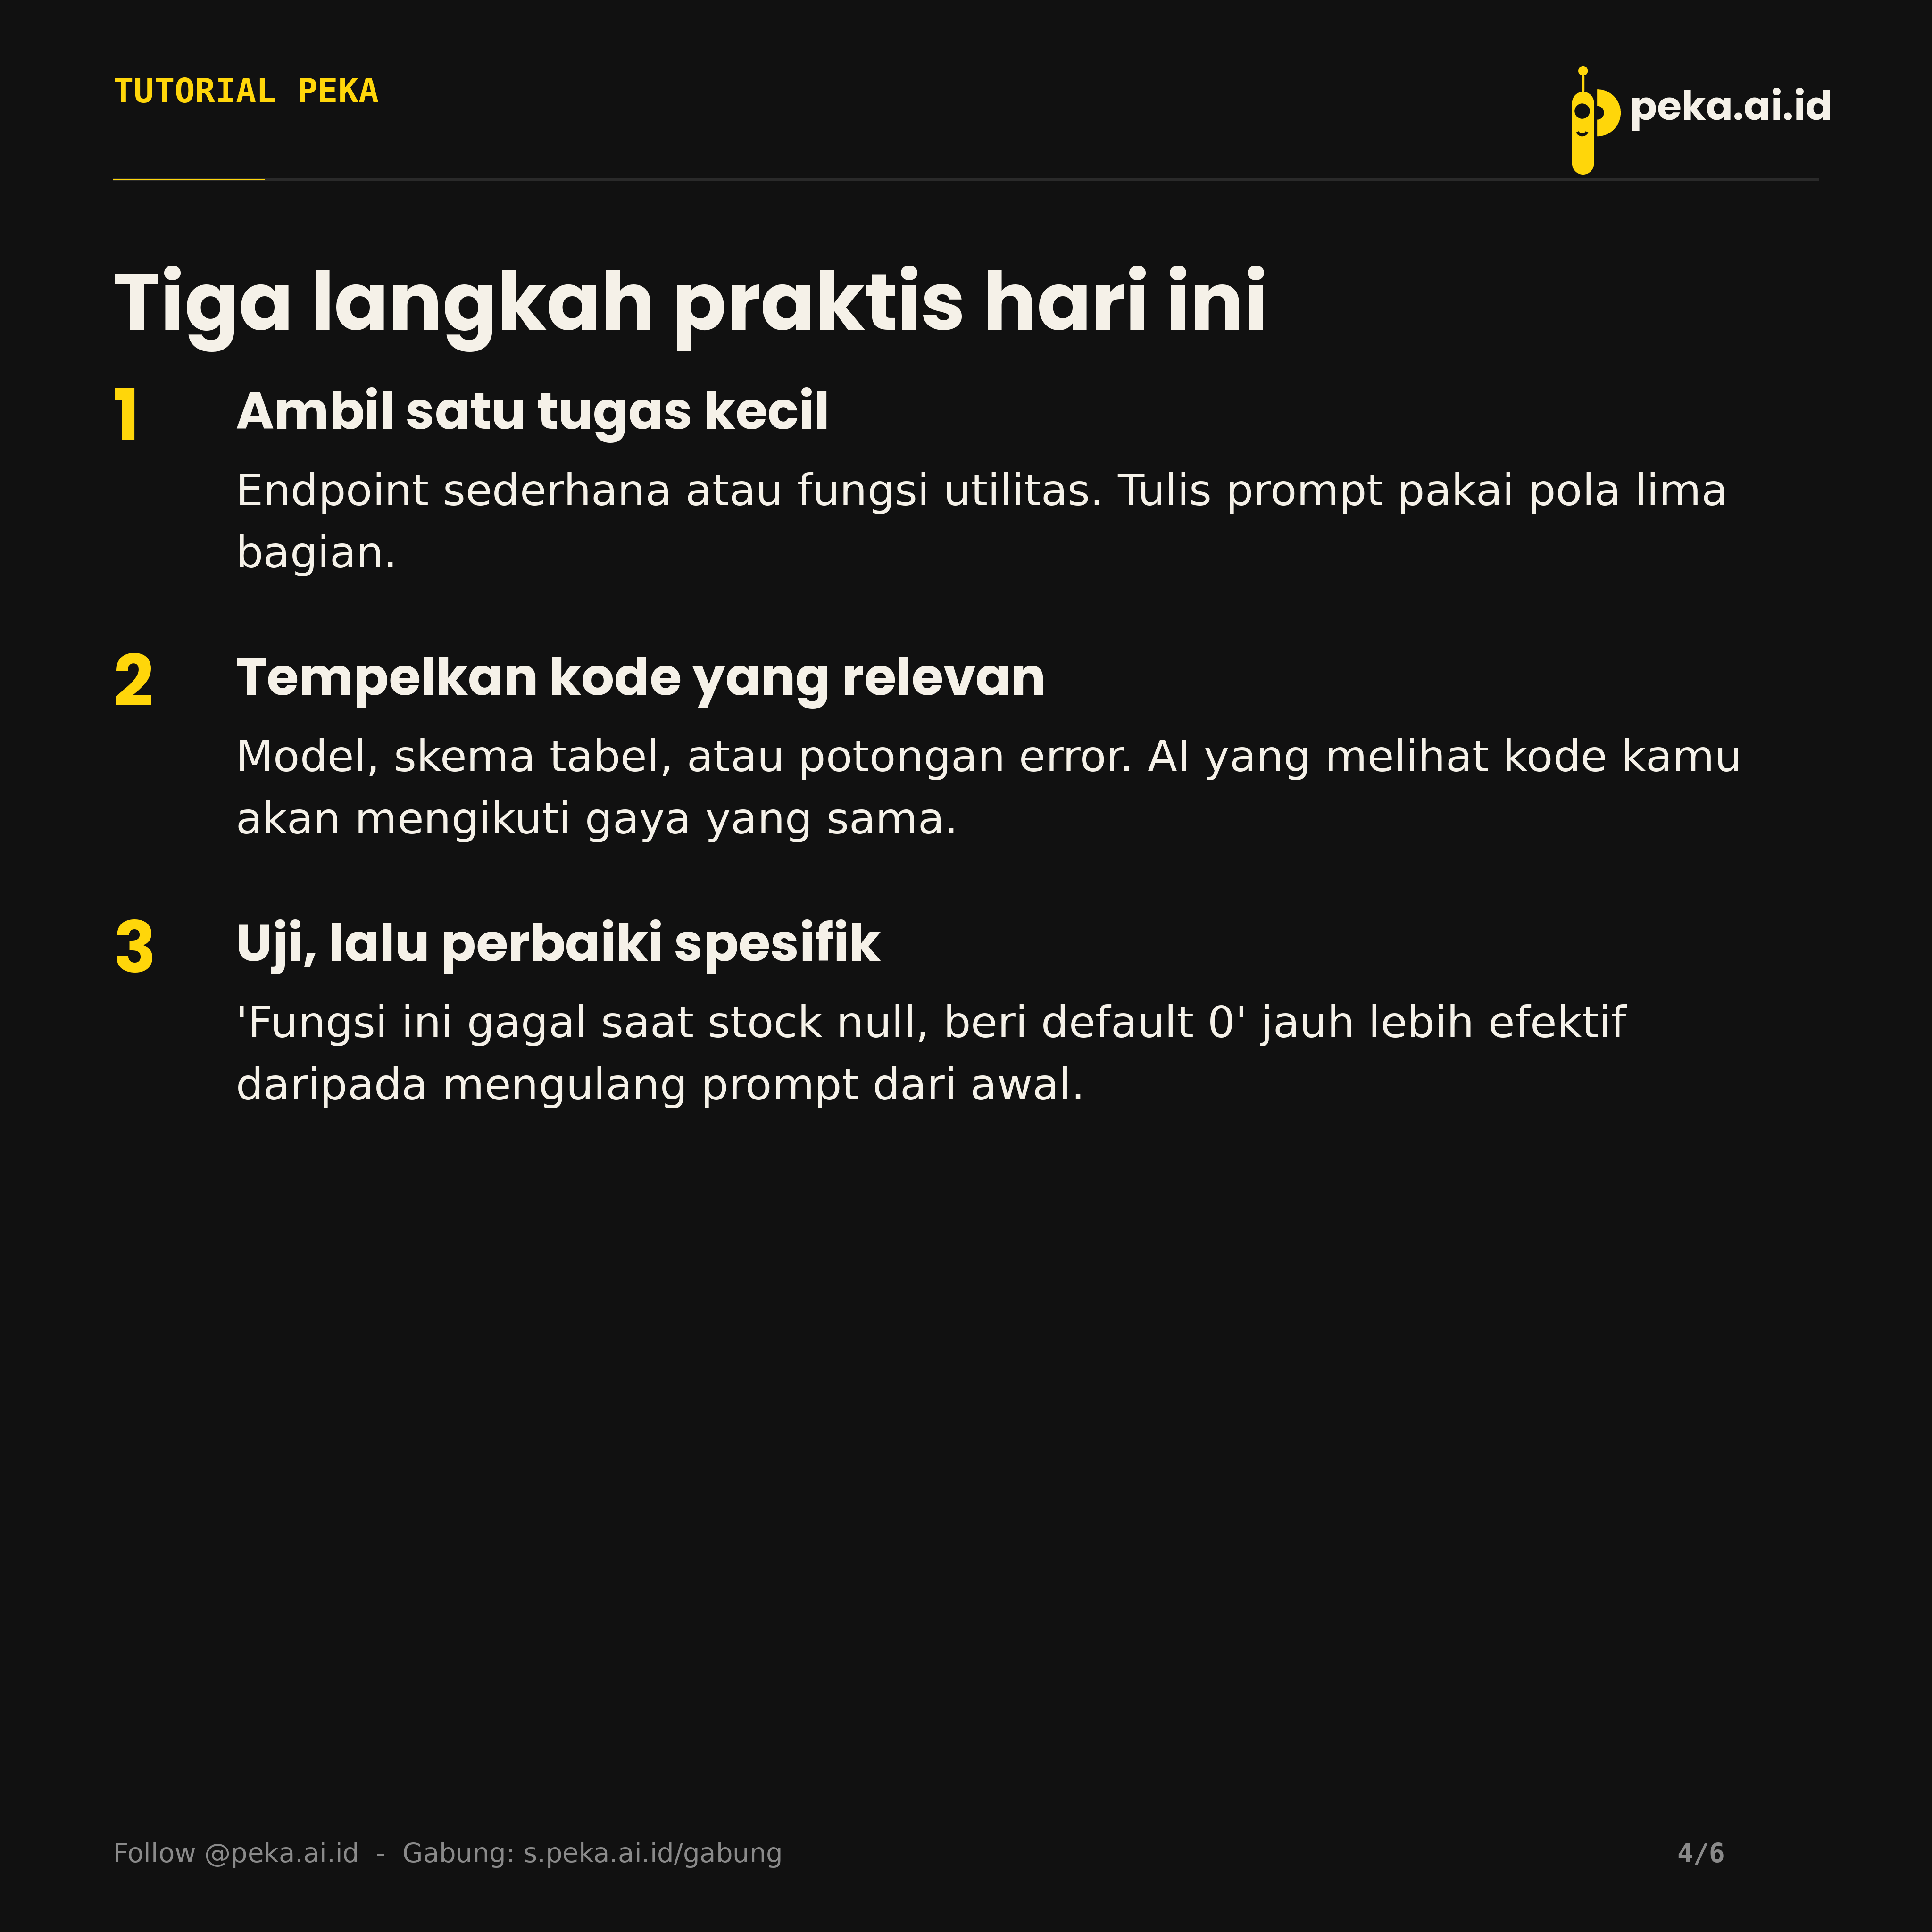 TUTORIAL PEKA
peka.ai.id
Tiga langkah praktis hari ini
1
Ambil satu tugas kecil
Endpoint sederhana atau fungsi utilitas. Tulis prompt pakai pola lima
bagian.
2
Tempelkan kode yang relevan
Model, skema tabel, atau potongan error. AI yang melihat kode kamu
akan mengikuti gaya yang sama.
3
Uji, lalu perbaiki spesifik
'Fungsi ini gagal saat stock null, beri default 0' jauh lebih efektif
daripada mengulang prompt dari awal.
Follow @peka.ai.id - Gabung: s.peka.ai.id/gabung
4/6